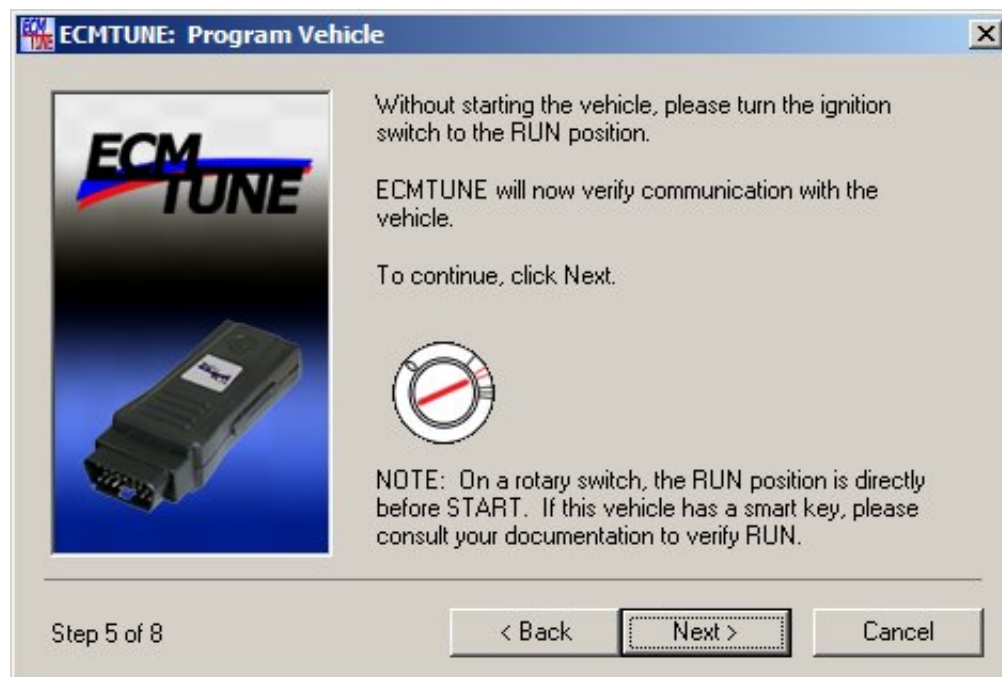 ECM
TUNE
ECMTUNE: Program Vehicle
Without starting the vehicle, please turn the ignition
switch to the RUN position.
ECMTUNE will now verify communication with the
vehicle.
To continue, click Next.
ECM
TUNE
NOTE: On a rotary switch, the RUN position is directly
before START. If this vehicle has a smart key, please
consult your documentation to verify RUN.
Step 5 of 8
< Back
Next >
Cancel